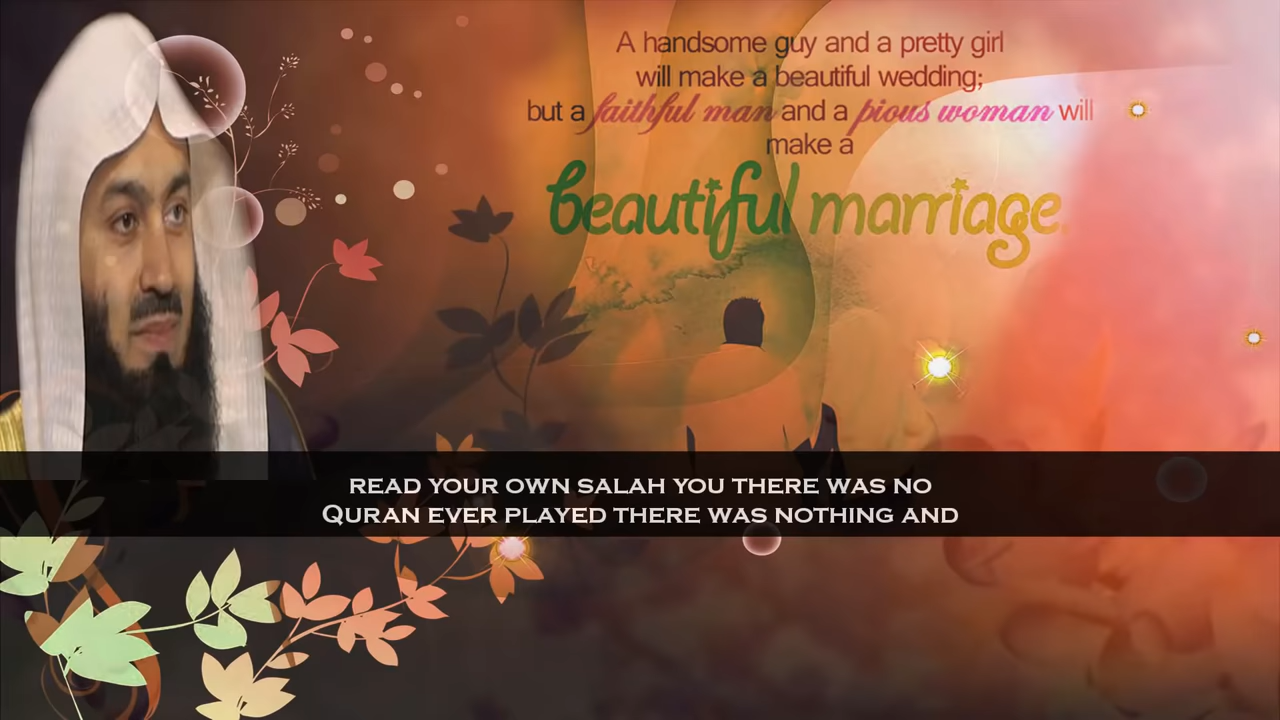 A handsome guy and a pretty girl
will make a beautiful wedding;
but a faithful man and a pious woman will
make a
beautiful marriage.
READ YOUR OWN SALAH YOU THERE WAS NO
QURAN EVER PLAYED THERE WAS NOTHING AND